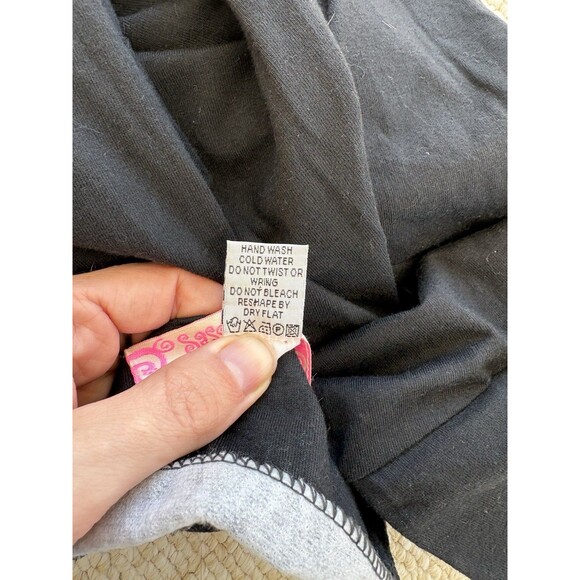 HAND WASH
COLD WATER
DO NOT TWIST OR
WRING
DO NOT BLEACH
RESHAPE BY
DRY FLAT